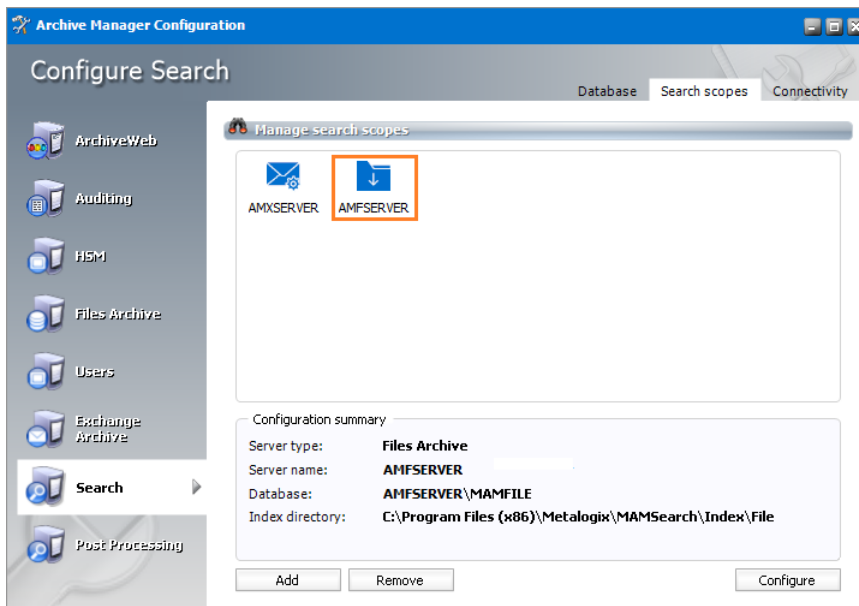 Archive Manager Configuration
Configure Search
Database Search scopes Connectivity
Manage search scopes
ArchiveWeb
Auditing
HSM
Files Archive
Users
Exchange
Archive
Search
Post Processing
AMXSERVER AMFSERVER
Configuration summary
Server type: Files Archive
Server name: AMFSERVER
Database: AMFSERVER\MAMFILE
Index directory: C:\Program Files (x86)\Metalogix\MAMSearch\Index\File
Add Remove Configure